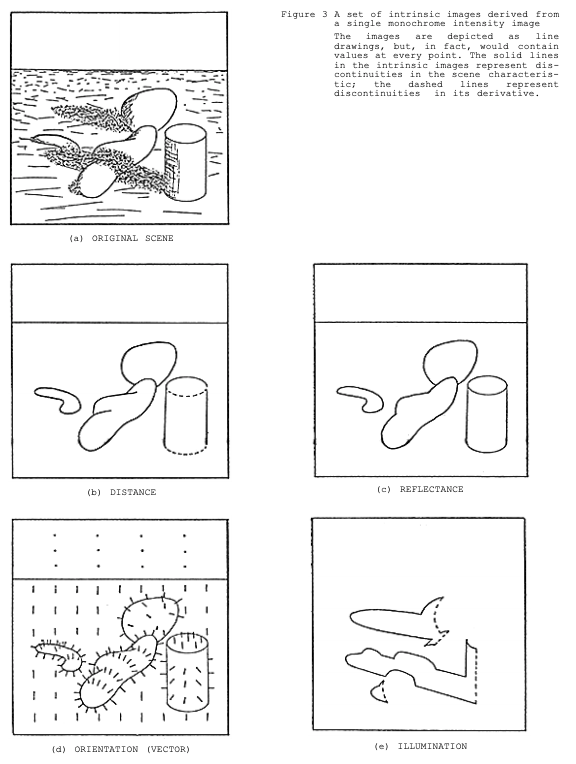 Figure 3 A set of intrinsic images derived from
a single monochrome intensity image
The images are depicted as line
drawings, but, in fact, would contain
values at every point. The solid lines
in the intrinsic images represent dis-
continuities in the scene characteris-
tic; the dashed lines represent
discontinuities in its derivative.
(a) ORIGINAL SCENE
(b) DISTANCE
(c) REFLECTANCE
(d) ORIENTATION (VECTOR)
(e) ILLUMINATION